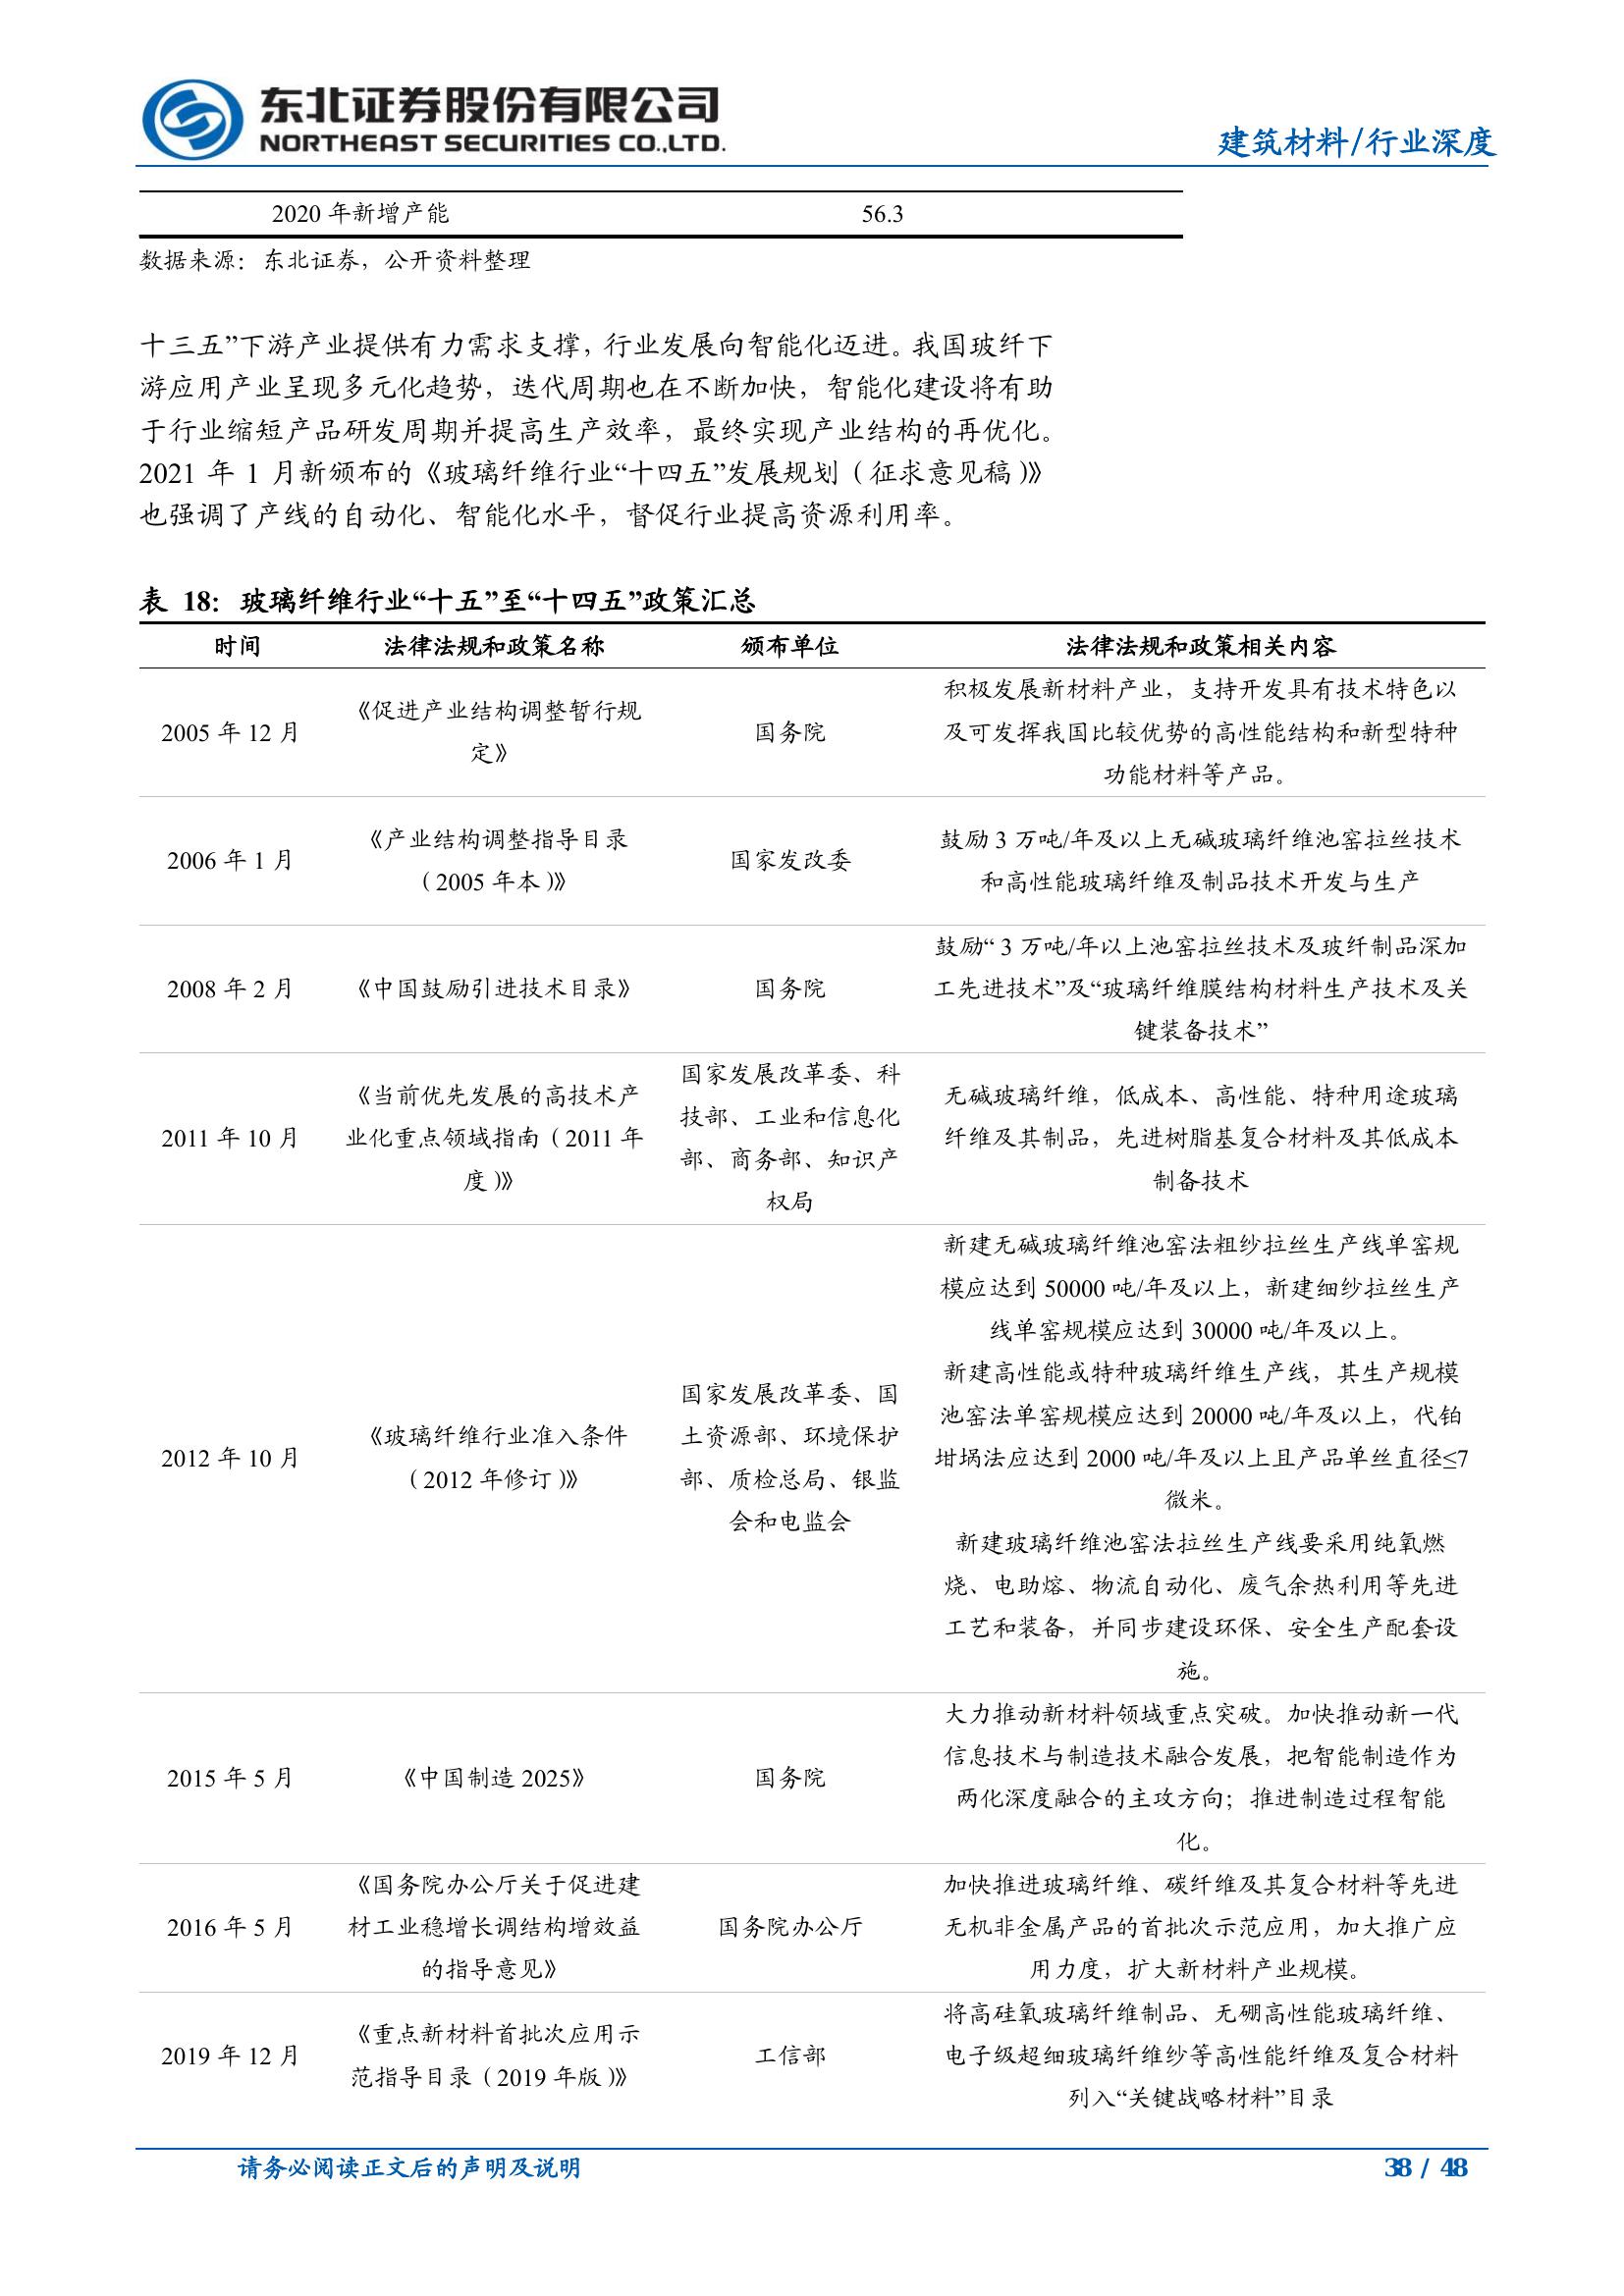 东北证券股份有限公司
NORTHEAST SECURITIES CO.,LTD.
建筑材料/行业深度
2020 年新增产能 56.3
数据来源：东北证券，公开资料整理
十三五”下游产业提供有力需求支撑，行业发展向智能化迈进。我国玻纤下
游应用产业呈现多元化趋势，迭代周期也在不断加快，智能化建设将有助
于行业缩短产品研发周期并提高生产效率，最终实现产业结构的再优化。
2021 年 1 月新颁布的《玻璃纤维行业“十四五”发展规划（征求意见稿）》
也强调了产线的自动化、智能化水平，督促行业提高资源利用率。
表 18：玻璃纤维行业“十五”至“十四五”政策汇总
时间 法律法规和政策名称 颁布单位 法律法规和政策相关内容
2005 年 12 月
《促进产业结构调整暂行规
定》
国务院
积极发展新材料产业，支持开发具有技术特色以
及可发挥我国比较优势的高性能结构和新型特种
功能材料等产品。
2006 年 1 月
《产业结构调整指导目录
（2005 年本）》
国家发改委
鼓励 3 万吨/年及以上无碱玻璃纤维池窑拉丝技术
和高性能玻璃纤维及制品技术开发与生产
2008 年 2 月
《中国鼓励引进技术目录》
国务院
鼓励“ 3 万吨/年以上池窑拉丝技术及玻纤制品深加
工先进技术”及“玻璃纤维膜结构材料生产技术及关
键装备技术”
2011 年 10 月
《当前优先发展的高技术产
业化重点领域指南（2011 年
度）》
国家发展改革委、科
技部、工业和信息化
部、商务部、知识产
权局
无碱玻璃纤维，低成本、高性能、特种用途玻璃
纤维及其制品，先进树脂基复合材料及其低成本
制备技术
2012 年 10 月
《玻璃纤维行业准入条件
（2012 年修订）》
国家发展改革委、国
土资源部、环境保护
部、质检总局、银监
会和电监会
新建无碱玻璃纤维池窑法粗纱拉丝生产线单窑规
模应达到 50000 吨/年及以上，新建细纱拉丝生产
线单窑规模应达到 30000 吨/年及以上。
新建高性能或特种玻璃纤维生产线，其生产规模
池窑法单窑规模应达到 20000 吨/年及以上，代铂
坩埚法应达到 2000 吨/年及以上且产品单丝直径≤7
微米。
新建玻璃纤维池窑法拉丝生产线要采用纯氧燃
烧、电助熔、物流自动化、废气余热利用等先进
工艺和装备，并同步建设环保、安全生产配套设
施。
2015 年 5 月
《中国制造 2025》
国务院
大力推动新材料领域重点突破。加快推动新一代
信息技术与制造技术融合发展，把智能制造作为
两化深度融合的主攻方向；推进制造过程智能
化。
2016 年 5 月
《国务院办公厅关于促进建
材工业稳增长调结构增效益
的指导意见》
国务院办公厅
加快推进玻璃纤维、碳纤维及其复合材料等先进
无机非金属产品的首批次示范应用，加大推广应
用力度，扩大新材料产业规模。
2019 年 12 月
《重点新材料首批次应用示
范指导目录（2019 年版）》
工信部
将高硅氧玻璃纤维制品、无硼高性能玻璃纤维、
电子级超细玻璃纤维纱等高性能纤维及复合材料
列入“关键战略材料”目录
请务必阅读正文后的声明及说明
38 / 48